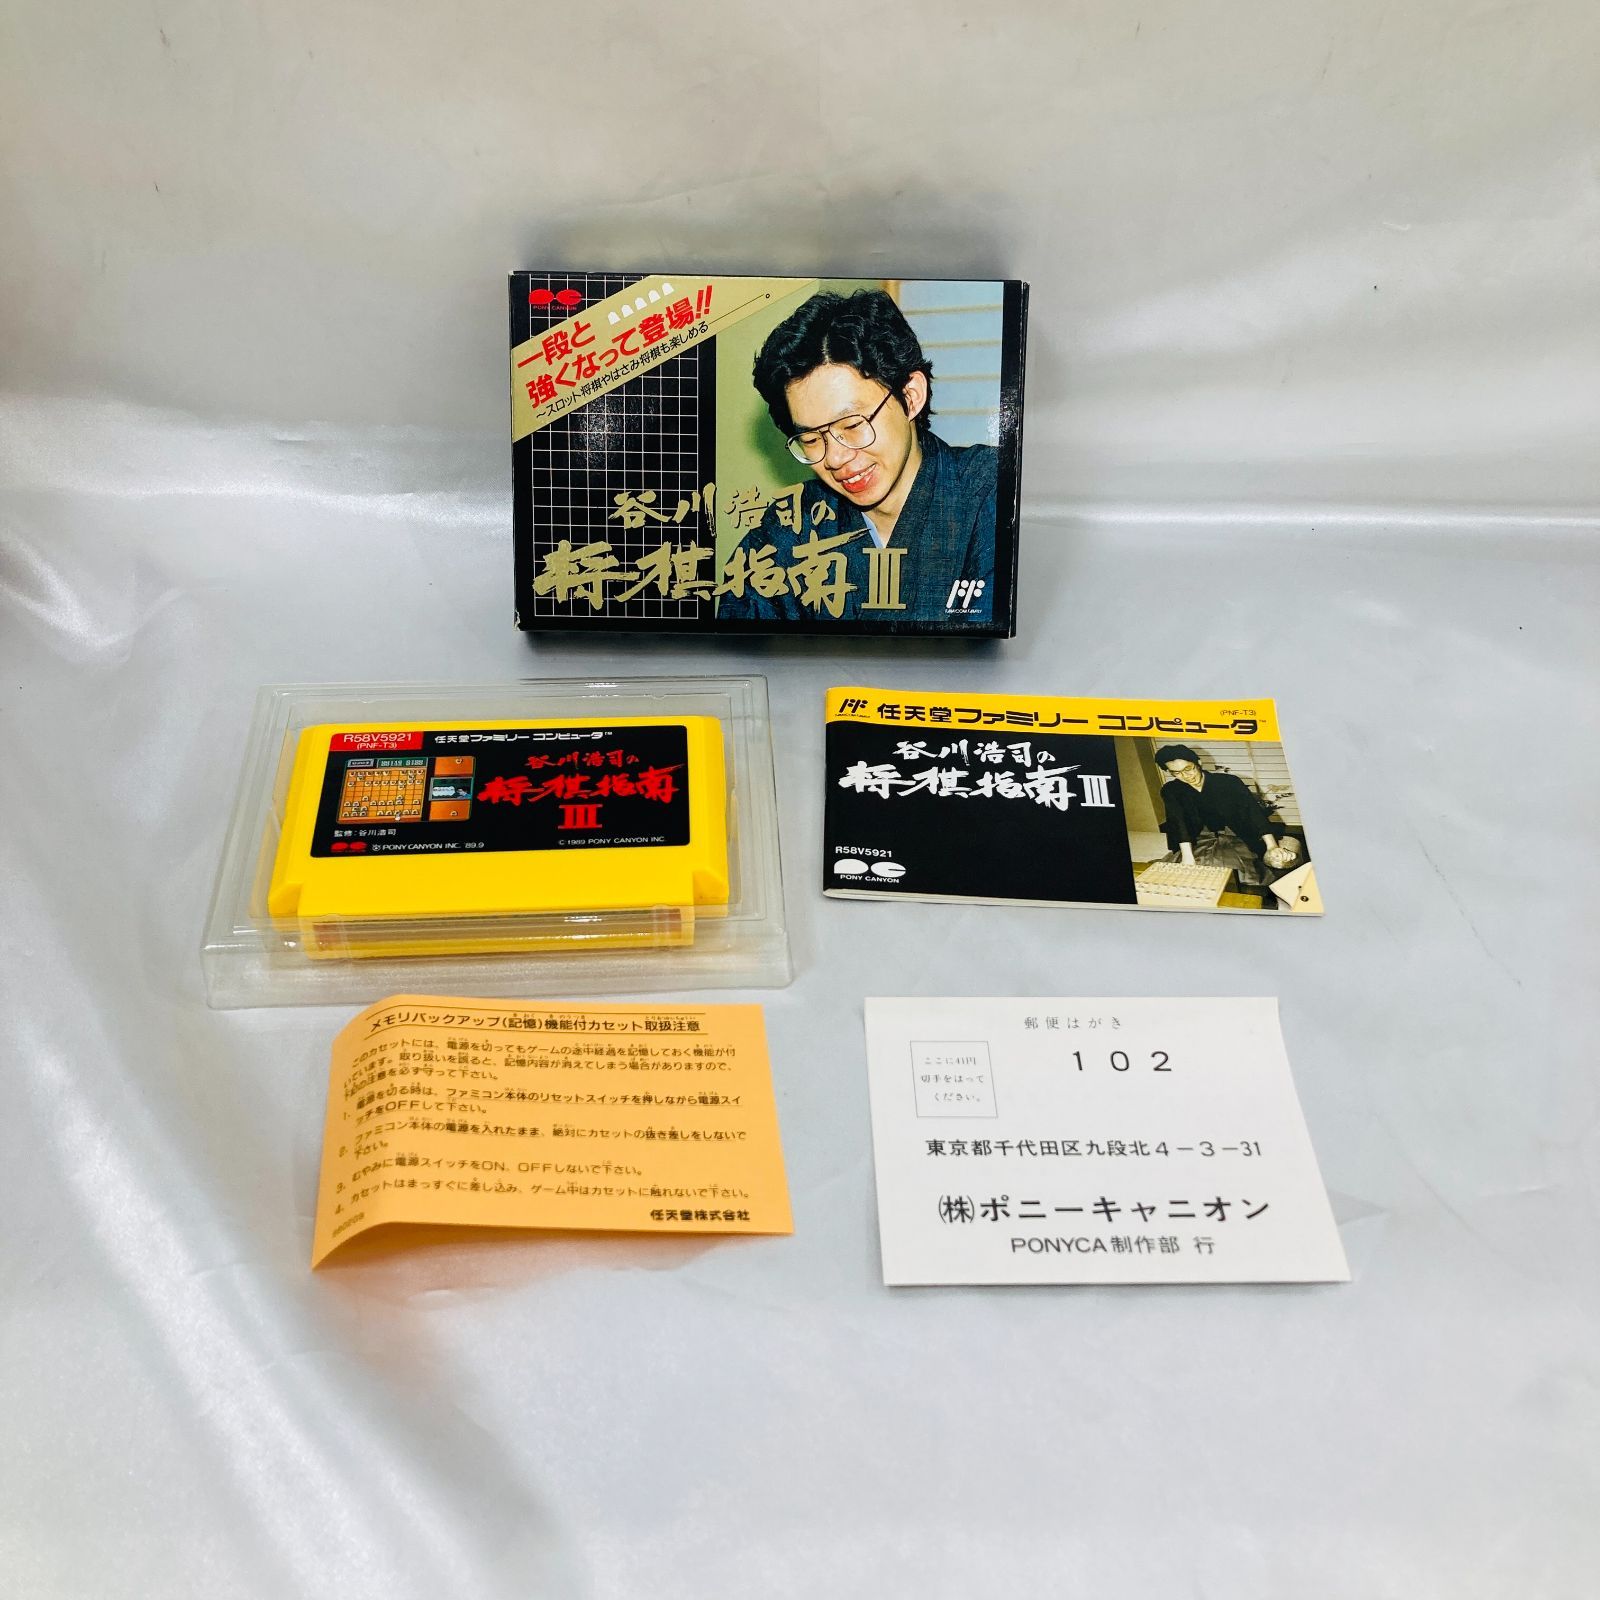 PONY CANYON
一段と
強くなって登場!!
〜スロット将棋やはさみ将棋も楽しめる
谷川浩司の
将棋指南III
FAMICOM FAMILY
R58V5921
(PNF-T3)
任天堂ファミリーコンピュータ™
谷川浩司の
将棋指南
III
監修:谷川浩司
Ⓟ PONY CANYON INC. '89.9
© 1989 PONY CANYON INC.
任天堂ファミリーコンピュータ™
(PNF-T3)
谷川浩司の
将棋指南III
R58V5921
PONY CANYON
メモリバックアップ(記憶)機能付カセット取扱注意
このカセットには、電源を切ってもゲームの途中経過を記憶しておく機能が付
いています。取り扱いを誤ると、記憶内容が消えてしまう場合がありますので、
下記の注意を必ず守って下さい。
1. 電源を切る時は、ファミコン本体のリセットスイッチを押しながら電源スイ
ッチをOFFして下さい。
2. ファミコン本体の電源を入れたまま、絶対にカセットの抜き差しをしないで
下さい。
3. むやみに電源スイッチをON、OFFしないで下さい。
4. カセットはまっすぐに差し込み、ゲーム中はカセットに触れないで下さい。
任天堂株式会社
郵便はがき
ここに41円
切手をはって
ください。
102
東京都千代田区九段北4-3-31
(株)ポニーキャニオン
PONYCA制作部 行